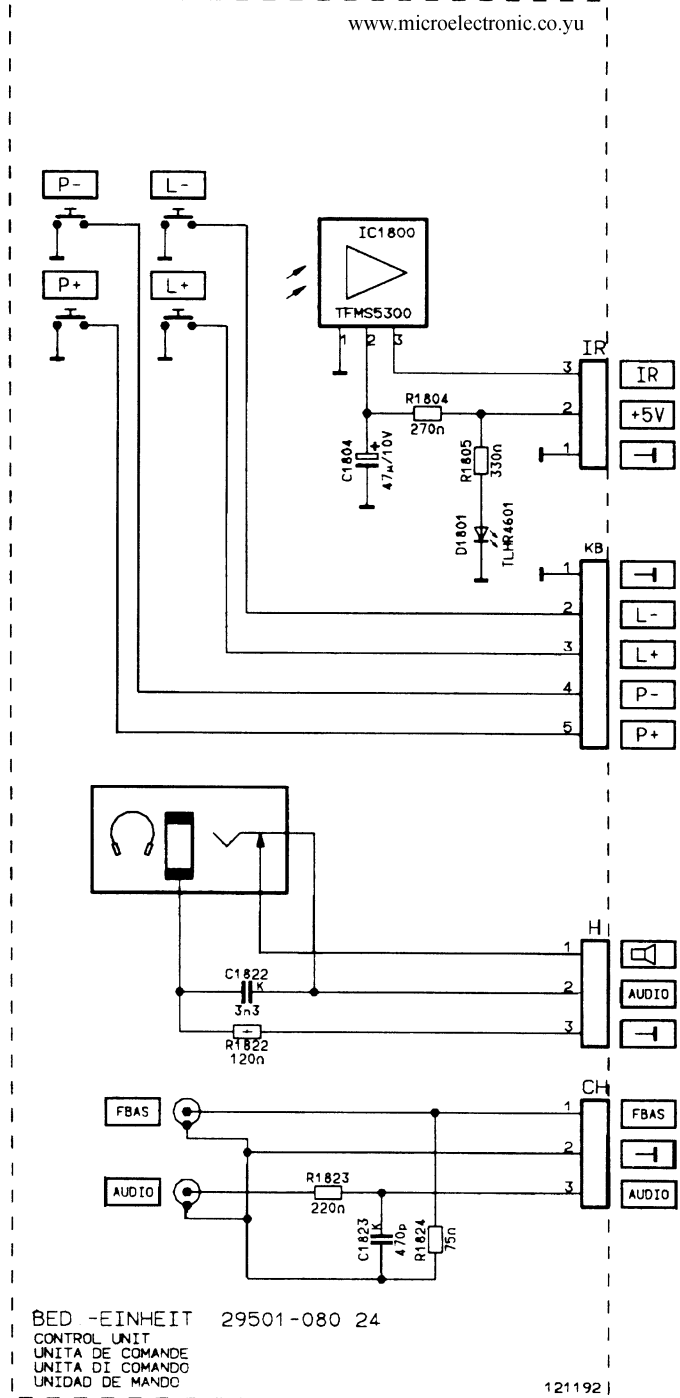 www.microelectronic.co.yu
P- L-
IC1800
P+ L+
TFMS5300
1 2 3
IR
3 IR
R1804
2 +5V
270n
C1804 + 47µ/10V
R1805 330n
1
D1801 TLHR4601
KB
1
2 L-
3 L+
4 P-
5 P+
H
1
C1822
K
2 AUDIO
3n3
3
R1822
120n
CH
FBAS 1 FBAS
2
R1823
AUDIO 3 AUDIO
220n
C1823 K 470p
R1824 75n
BED.-EINHEIT 29501-080 24
CONTROL UNIT
UNITA DE COMANDE
UNITA DI COMANDO
UNIDAD DE MANDO
121192